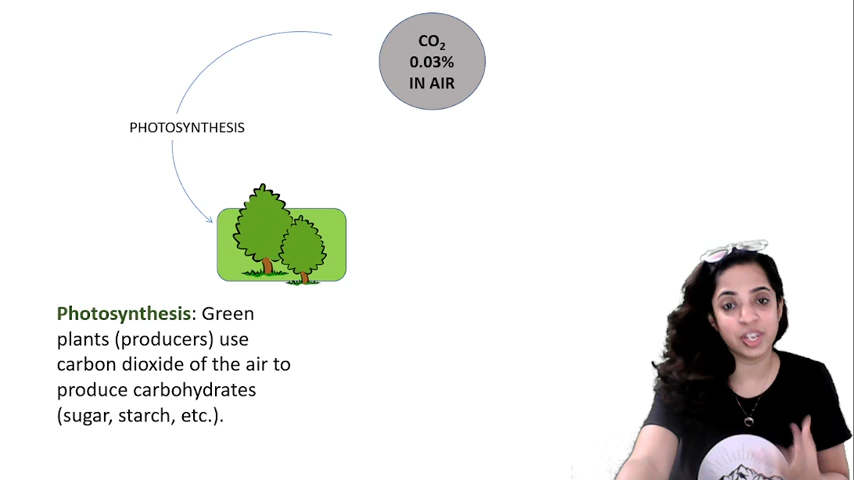 CO₂
0.03%
IN AIR
PHOTOSYNTHESIS
Photosynthesis: Green
plants (producers) use
carbon dioxide of the air to
produce carbohydrates
(sugar, starch, etc.).